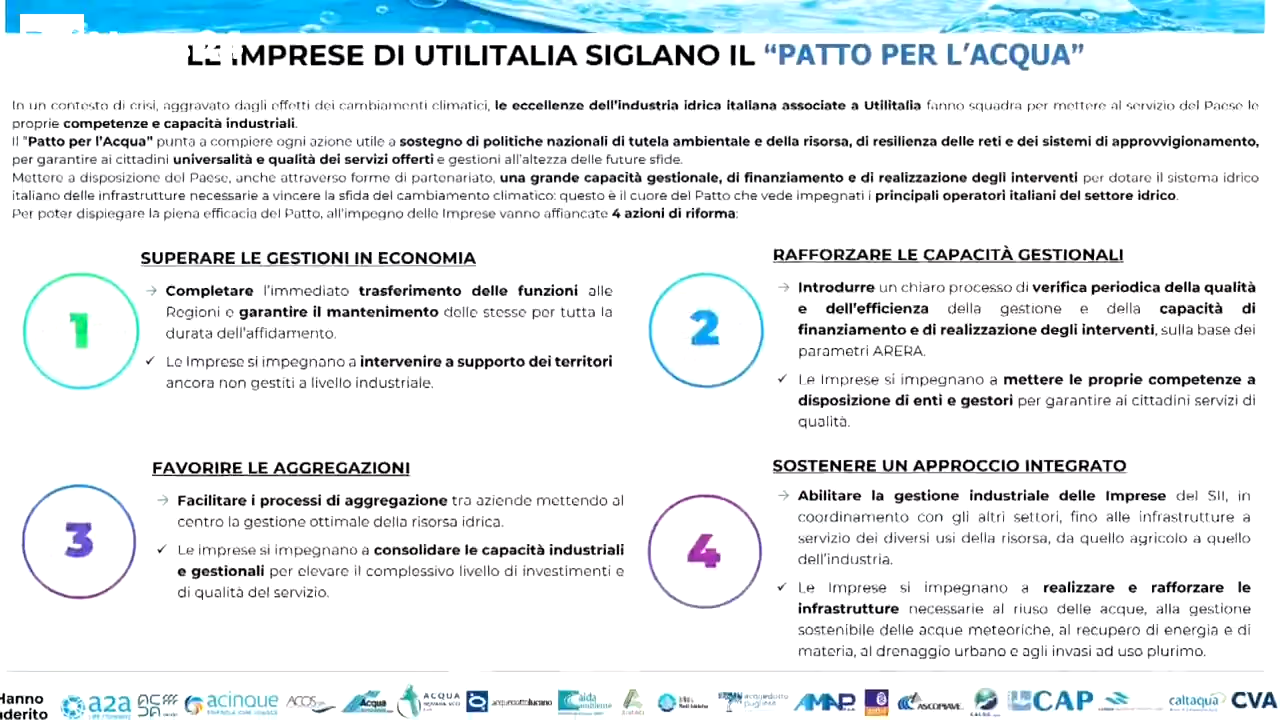 LE IMPRESE DI UTILITALIA SIGLANO IL “PATTO PER L’ACQUA”
In un contesto di crisi, aggravato dagli effetti dei cambiamenti climatici, le eccellenze dell’industria idrica italiana associate a Utilitalia fanno squadra per mettere al servizio del Paese le
proprie competenze e capacità industriali.
Il “Patto per l’Acqua” punta a compiere ogni azione utile a sostegno di politiche nazionali di tutela ambientale e della risorsa, di resilienza delle reti e dei sistemi di approvvigionamento,
per garantire ai cittadini universalità e qualità dei servizi offerti e gestioni all’altezza delle future sfide.
Mettere a disposizione del Paese, anche attraverso forme di partenariato, una grande capacità gestionale, di finanziamento e di realizzazione degli interventi per dotare il sistema idrico
italiano delle infrastrutture necessarie a vincere la sfida del cambiamento climatico: questo è il cuore del Patto che vede impegnati i principali operatori italiani del settore idrico.
Per poter dispiegare la piena efficacia del Patto, all’impegno delle Imprese vanno affiancate 4 azioni di riforma:
1
SUPERARE LE GESTIONI IN ECONOMIA
→ Completare l’immediato trasferimento delle funzioni alle
Regioni e garantire il mantenimento delle stesse per tutta la
durata dell’affidamento.
✓ Le Imprese si impegnano a intervenire a supporto dei territori
ancora non gestiti a livello industriale.
2
RAFFORZARE LE CAPACITÀ GESTIONALI
→ Introdurre un chiaro processo di verifica periodica della qualità
e dell’efficienza della gestione e della capacità di
finanziamento e di realizzazione degli interventi, sulla base dei
parametri ARERA.
✓ Le Imprese si impegnano a mettere le proprie competenze a
disposizione di enti e gestori per garantire ai cittadini servizi di
qualità.
3
FAVORIRE LE AGGREGAZIONI
→ Facilitare i processi di aggregazione tra aziende mettendo al
centro la gestione ottimale della risorsa idrica.
✓ Le imprese si impegnano a consolidare le capacità industriali
e gestionali per elevare il complessivo livello di investimenti e
di qualità del servizio.
4
SOSTENERE UN APPROCCIO INTEGRATO
→ Abilitare la gestione industriale delle Imprese del SII, in
coordinamento con gli altri settori, fino alle infrastrutture a
servizio dei diversi usi della risorsa, da quello agricolo a quello
dell’industria.
✓ Le Imprese si impegnano a realizzare e rafforzare le
infrastrutture necessarie al riuso delle acque, alla gestione
sostenibile delle acque meteoriche, al recupero di energia e di
materia, al drenaggio urbano e agli invasi ad uso plurimo.
Hanno
aderito
a2a
acinque
ACOS
Acqua
ACQUA
acquedottolucano
aida
ambiente
acquedotto
pugliese
AMAP
ASCOPIAVE
CAP
caltaqua
CVA